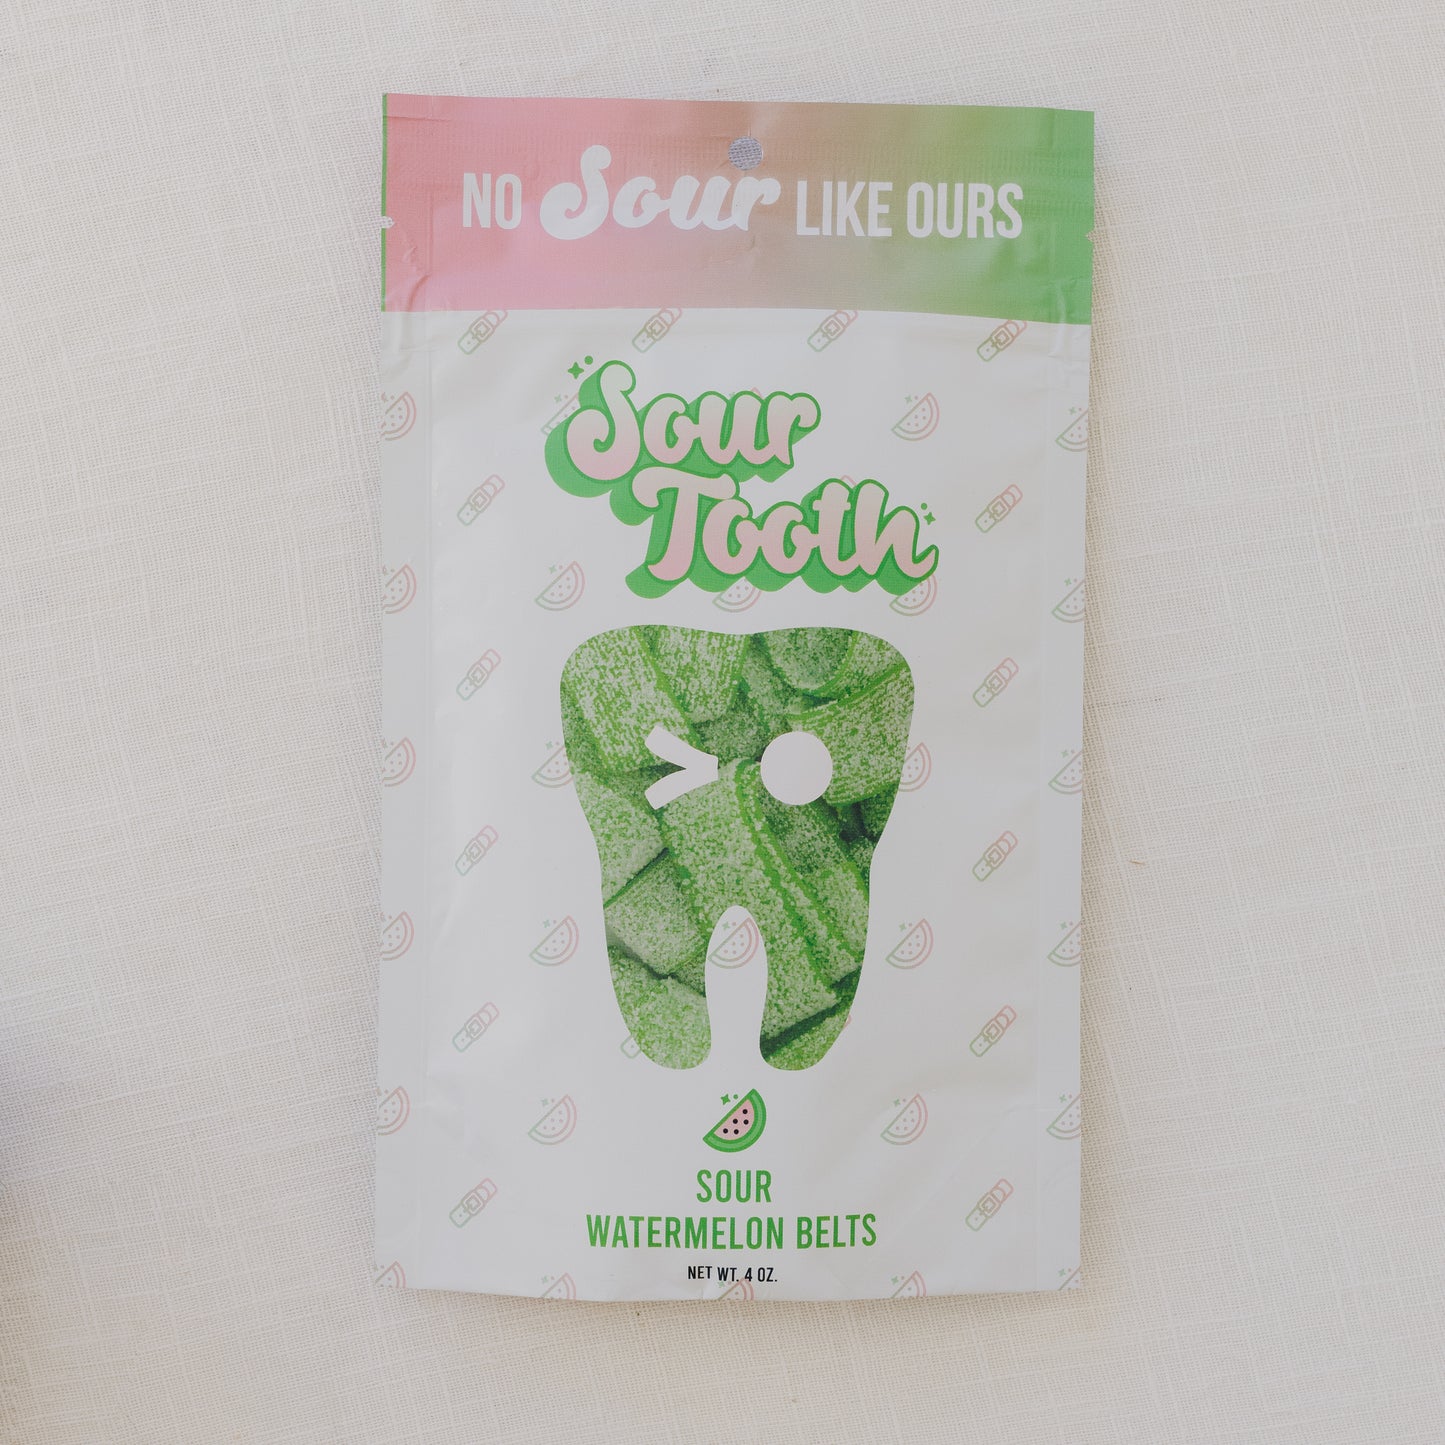 NO Sour LIKE OURS
Sour
Tooth
SOUR
WATERMELON BELTS
NET WT. 4 OZ.